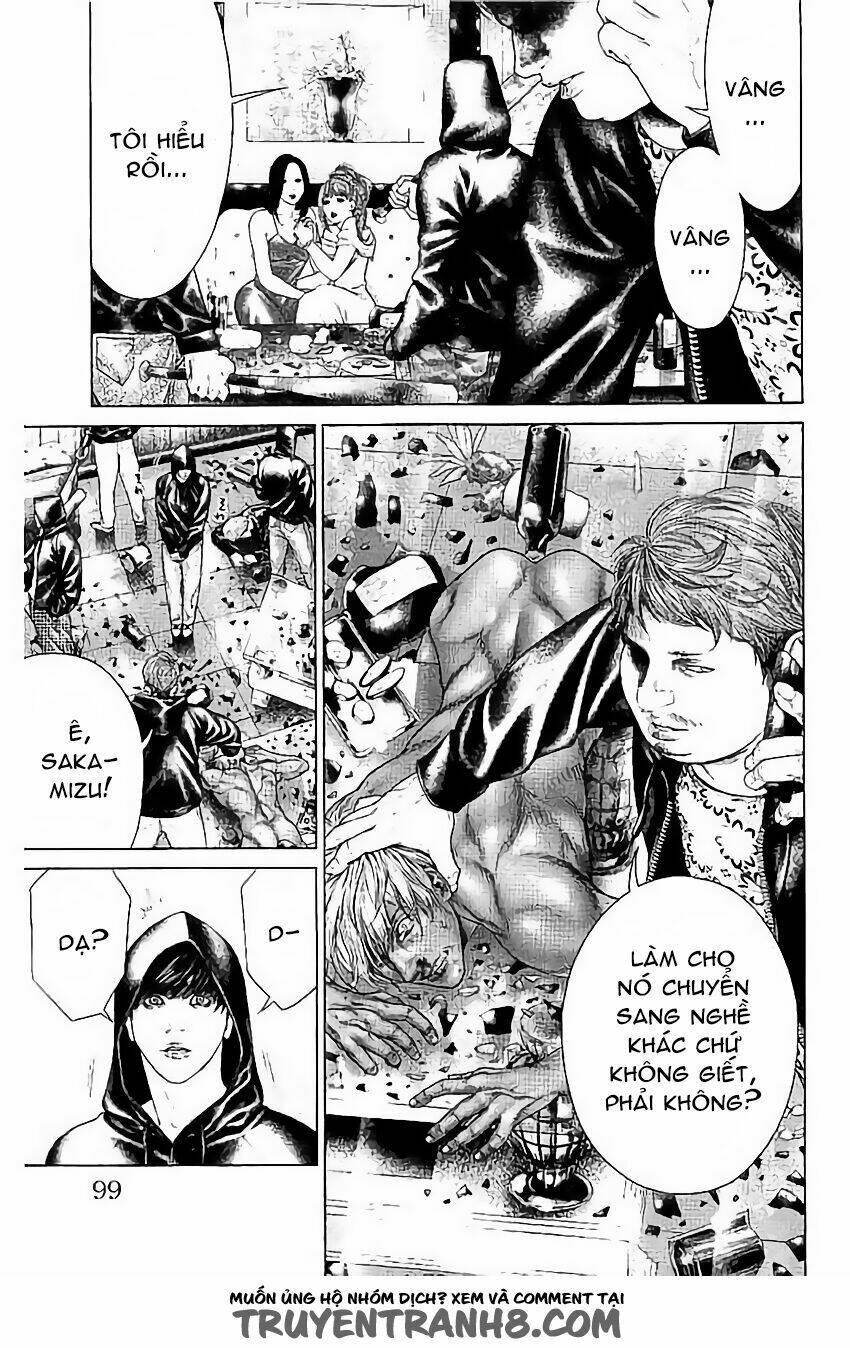 VÂNG
...
VÂNG
...
TÔI HIỂU
RỒI...
LÀM CHO
NÓ CHUYỂN
SANG NGHỀ
KHÁC CHỨ
KHÔNG GIẾT,
PHẢI KHÔNG?
Ê,
SAKA-
MIZU!
D-
DẠ?
99
MUỐN ỦNG HỘ NHÓM DỊCH? XEM VÀ COMMENT TẠI
TRUYENTRANH8.COM